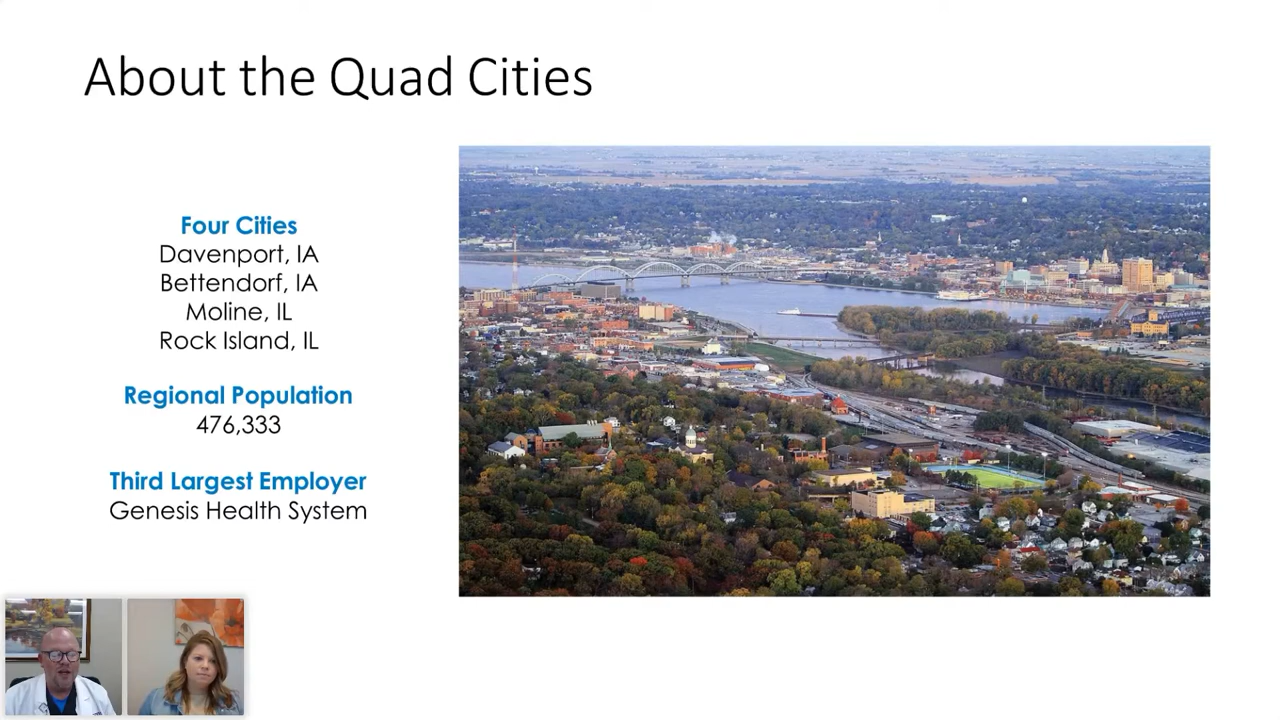 About the Quad Cities
Four Cities
Davenport, IA
Bettendorf, IA
Moline, IL
Rock Island, IL
Regional Population
476,333
Third Largest Employer
Genesis Health System